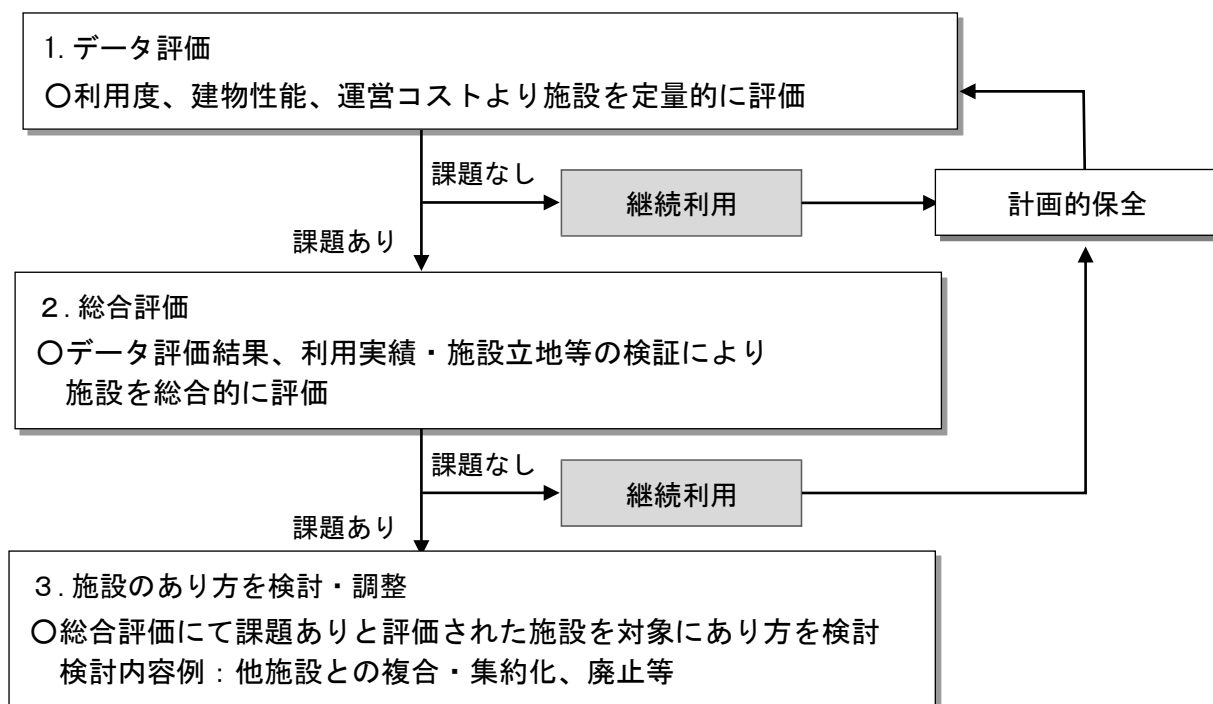 1. データ評価
〇利用度、建物性能、運営コストより施設を定量的に評価
課題なし
継続利用
計画的保全
課題あり
２. 総合評価
〇データ評価結果、利用実績・施設立地等の検証により
施設を総合的に評価
課題なし
継続利用
課題あり
３. 施設のあり方を検討・調整
〇総合評価にて課題ありと評価された施設を対象にあり方を検討
検討内容例：他施設との複合・集約化、廃止等